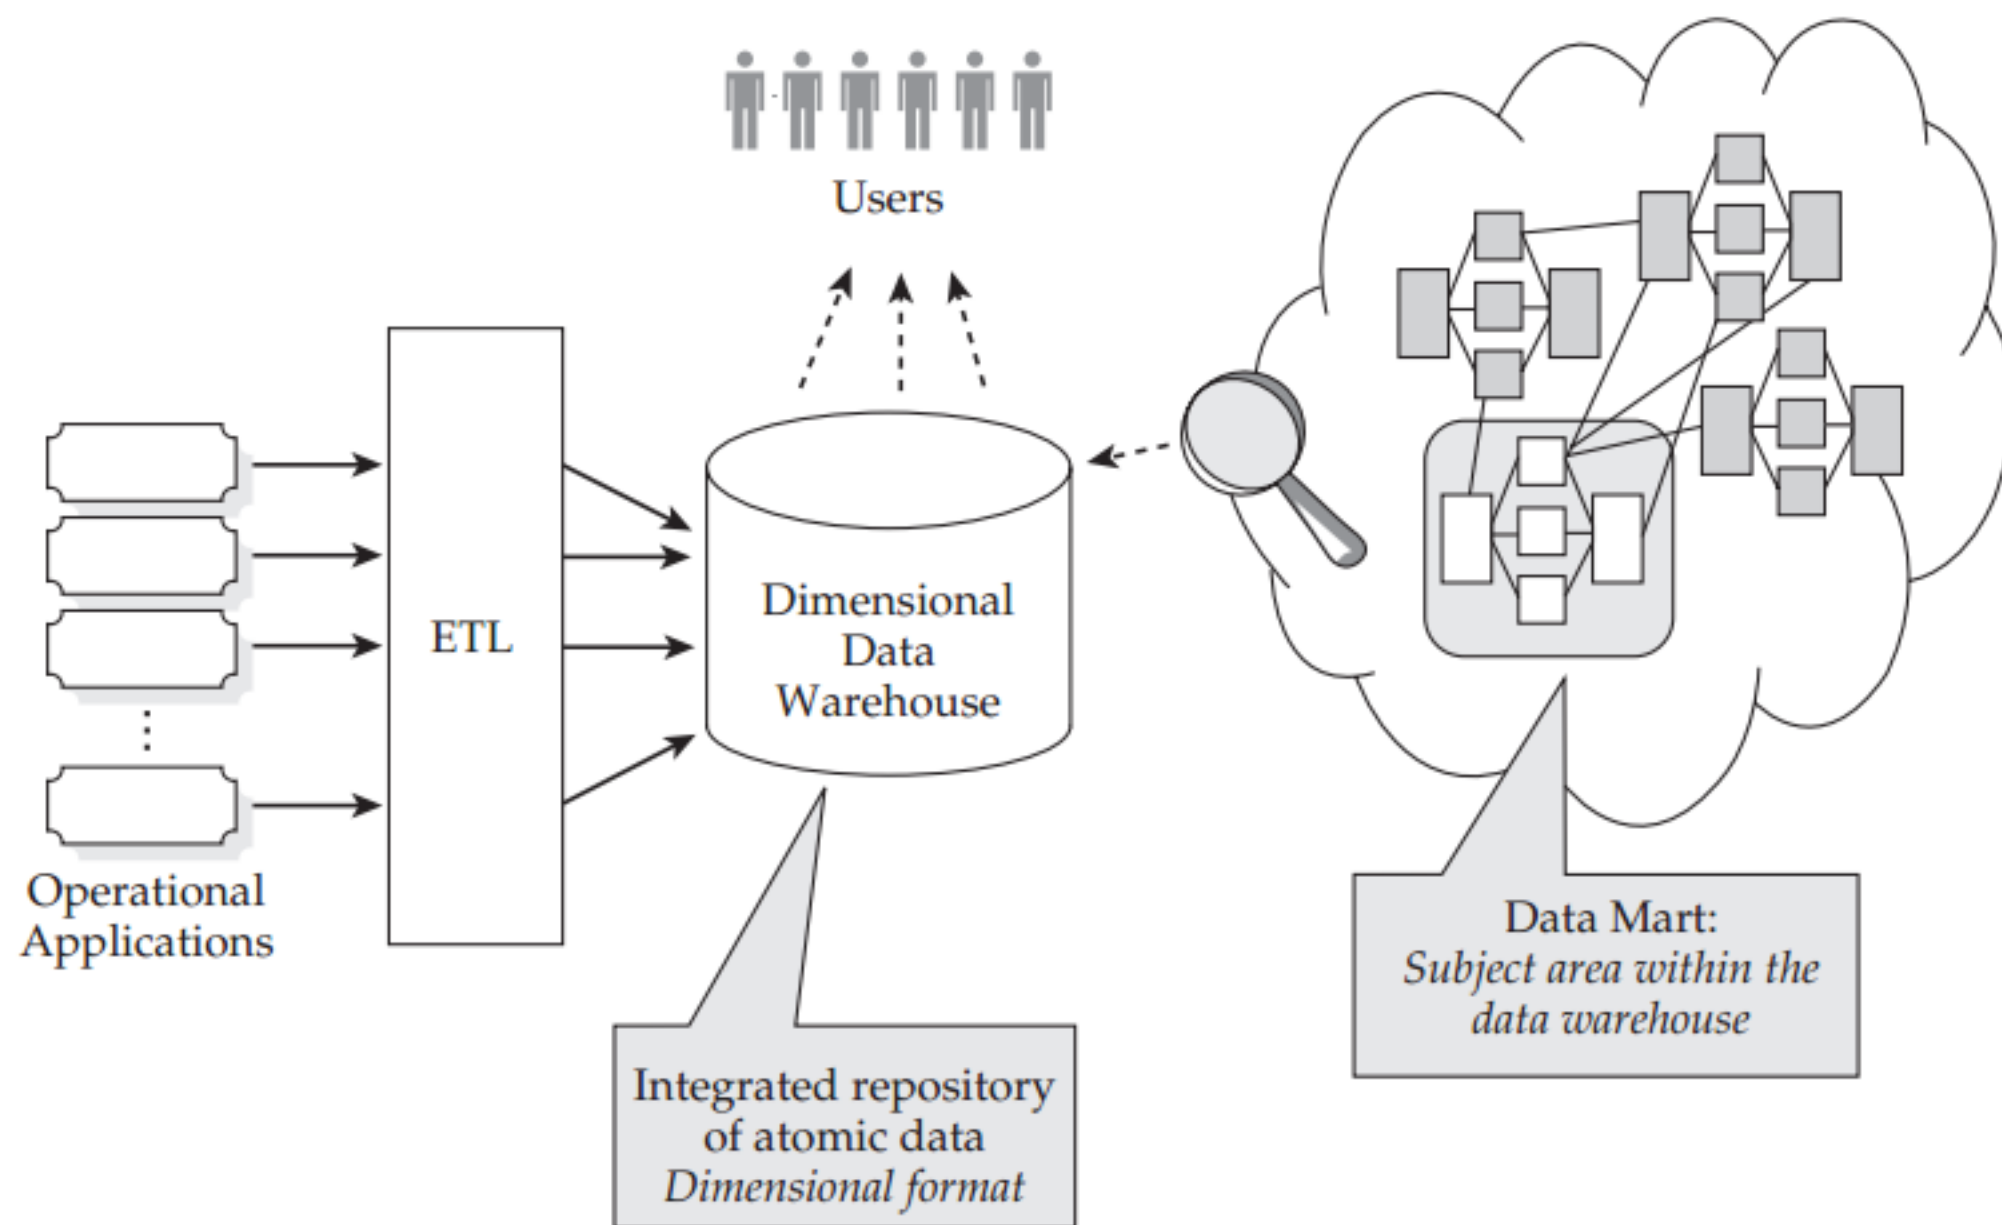 Users
ETL
Dimensional
Data
Warehouse
Operational
Applications
Data Mart:
Subject area within the
data warehouse
Integrated repository
of atomic data
Dimensional format